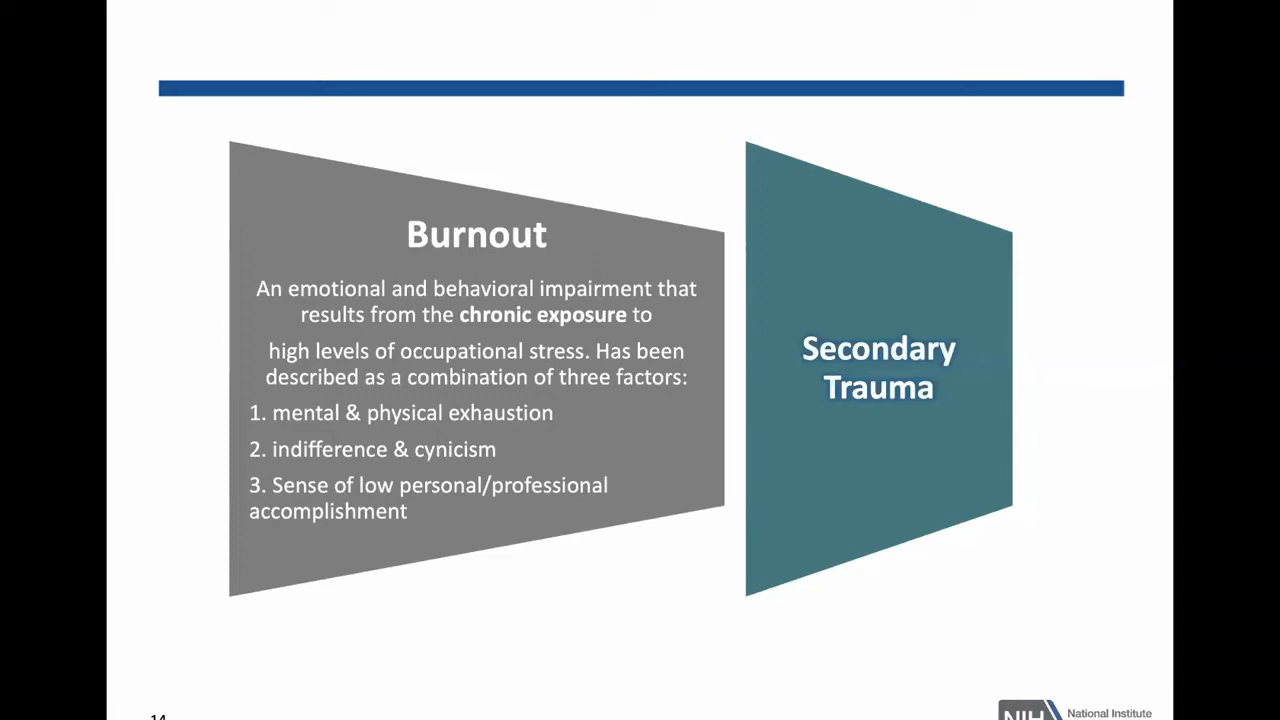 Burnout
An emotional and behavioral impairment that
results from the chronic exposure to
high levels of occupational stress. Has been
described as a combination of three factors:
1. mental & physical exhaustion
2. indifference & cynicism
3. Sense of low personal/professional
accomplishment
Secondary
Trauma
14
NIH
National Institute